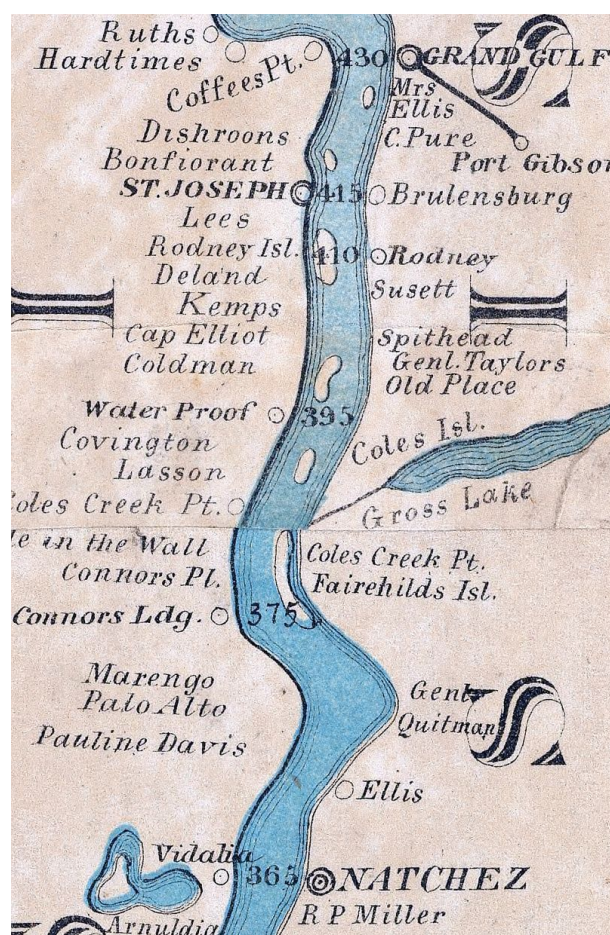 Ruths
Hardtimes
Coffees Pt.
430
GRAND GULF
Mrs
Ellis
C. Pure
Port Gibson
Dishroons
Bonfiorant
ST. JOSEPH
415
Brulensburg
Lees
Rodney Isl.
410
Rodney
Deland
Susett
Kemps
Cap Elliot
Spithead
Coldman
Genl. Taylors
Old Place
Water Proof
395
Covington
Coles Isl.
Lasson
Coles Creek Pt.
Gross Lake
le in the Wall
Coles Creek Pt.
Connors Pl.
Fairehilds Isl.
Connors Ldg.
375
Marengo
Genl
Palo Alto
Quitman
Pauline Davis
Ellis
Vidalia
365
NATCHEZ
Arnuldia
R P Miller